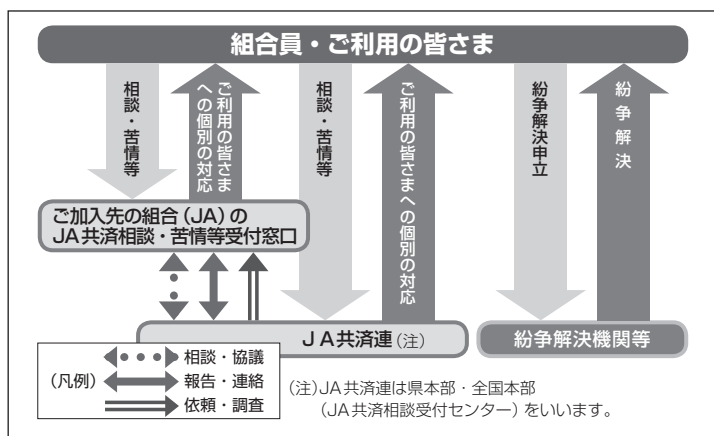 組合員・ご利用の皆さま
相談・苦情等
ご利用の皆さま
への個別の対応
相談・苦情等
ご利用の皆さまへの個別の対応
紛争解決申立
紛争解決
ご加入先の組合（JA）の
JA共済相談・苦情等受付窓口
JA共済連（注）
紛争解決機関等
（凡例）
相談・協議
報告・連絡
依頼・調査
（注）JA共済連は県本部・全国本部
（JA共済相談受付センター）をいいます。